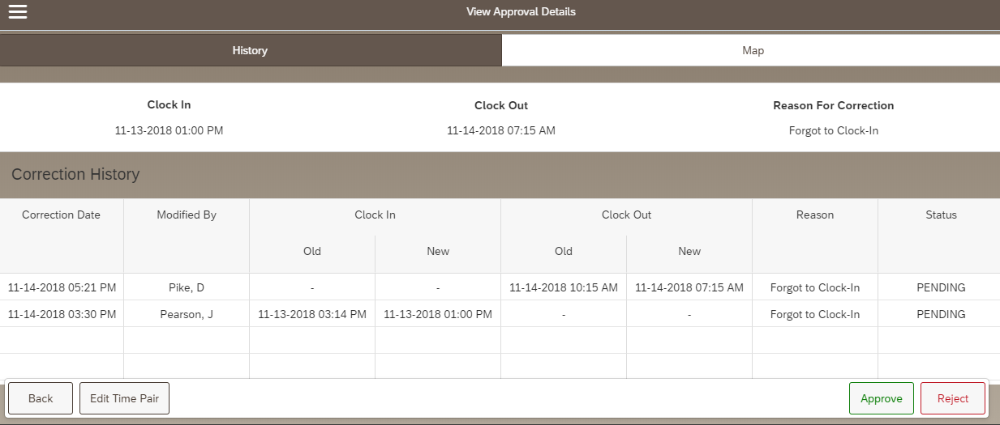 View Approval Details
History Map
Clock In Clock Out Reason For Correction
11-13-2018 01:00 PM 11-14-2018 07:15 AM Forgot to Clock-In
Correction History
Correction Date Modified By Clock In Clock Out Reason Status
Old New Old New
11-14-2018 05:21 PM Pike, D - - 11-14-2018 10:15 AM 11-14-2018 07:15 AM Forgot to Clock-In PENDING
11-14-2018 03:30 PM Pearson, J 11-13-2018 03:14 PM 11-13-2018 01:00 PM - - Forgot to Clock-In PENDING
Back Edit Time Pair Approve Reject